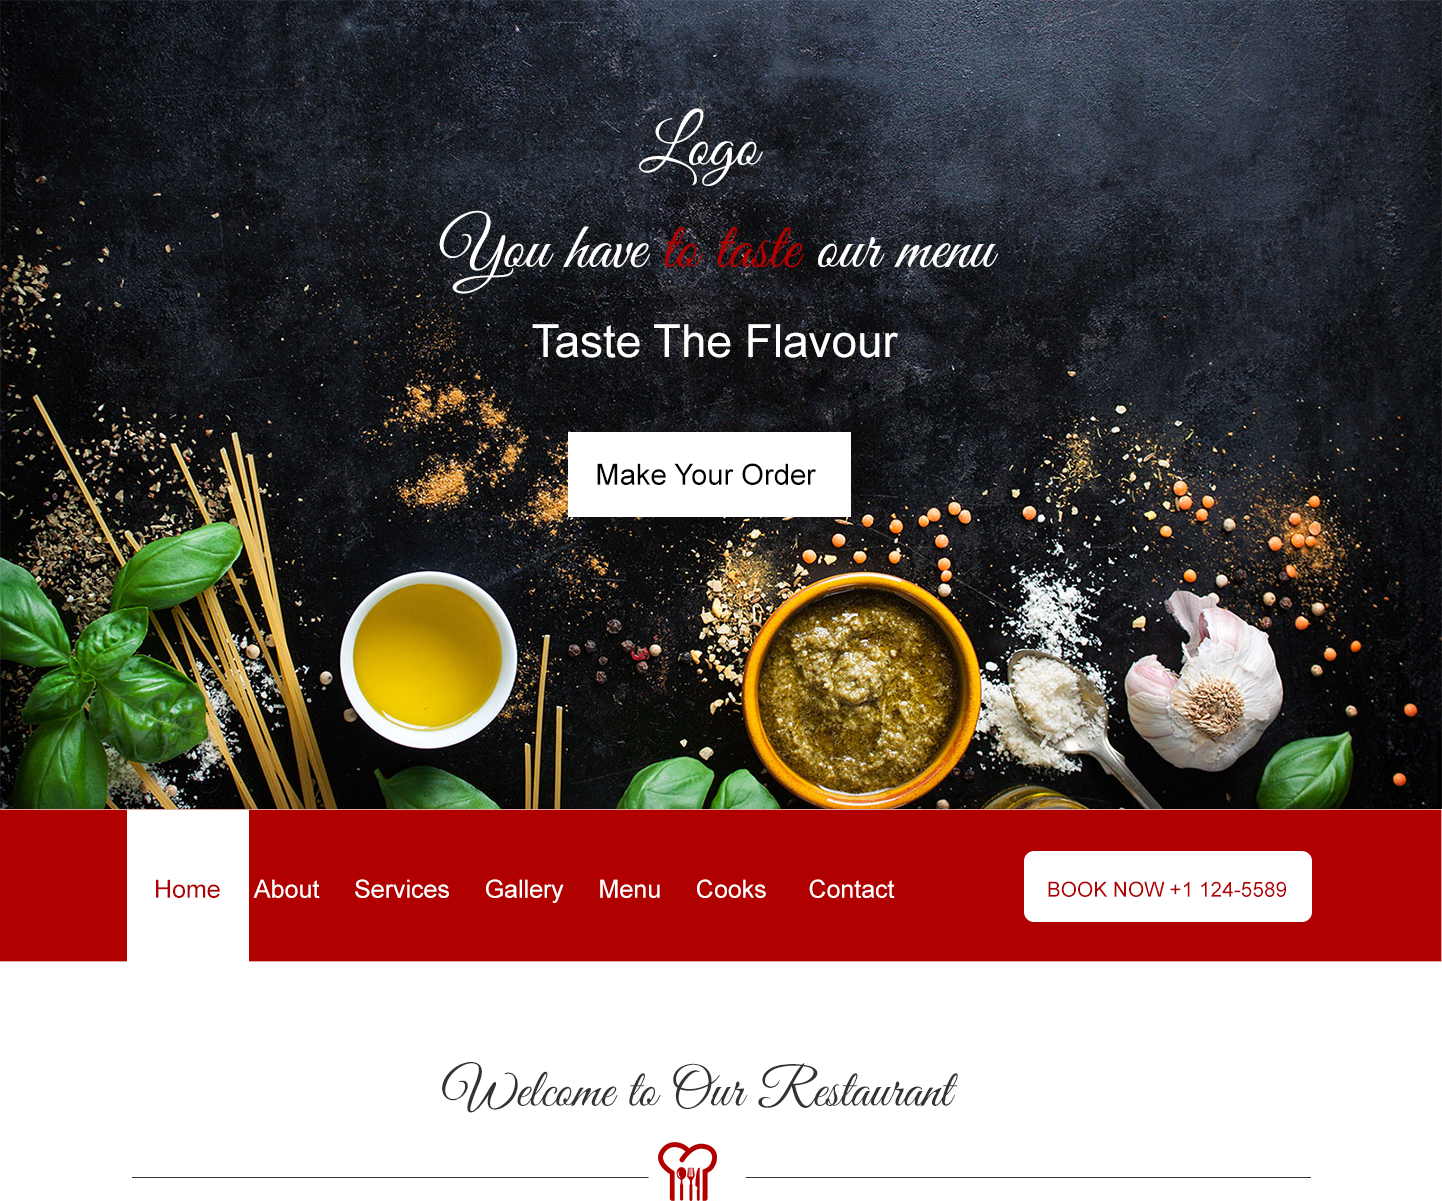 Logo
You have to taste our menu
Taste The Flavour
Make Your Order
Home About Services Gallery Menu Cooks Contact BOOK NOW +1 124-5589
Welcome to Our Restaurant